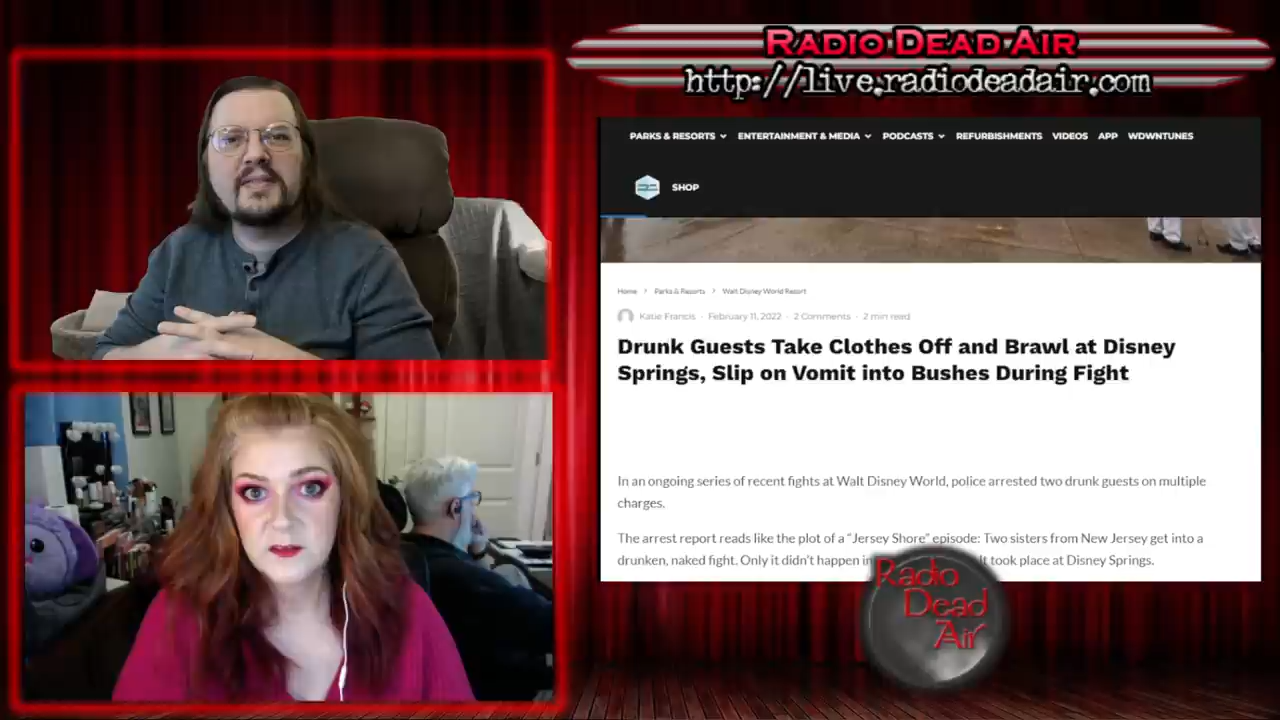 RADIO DEAD AIR
http://live.radiodeadair.com
PARKS & RESORTS ENTERTAINMENT & MEDIA PODCASTS REFURBISHMENTS VIDEOS APP WDWNTUNES
SHOP
Home > Parks & Resorts > Walt Disney World Resort
Katie Francis · February 11, 2022 · 2 Comments · 2 min read
Drunk Guests Take Clothes Off and Brawl at Disney
Springs, Slip on Vomit into Bushes During Fight
In an ongoing series of recent fights at Walt Disney World, police arrested two drunk guests on multiple
charges.
The arrest report reads like the plot of a “Jersey Shore” episode: Two sisters from New Jersey get into a
drunken, naked fight. Only it didn’t happen in It took place at Disney Springs.
Radio
Dead
Air